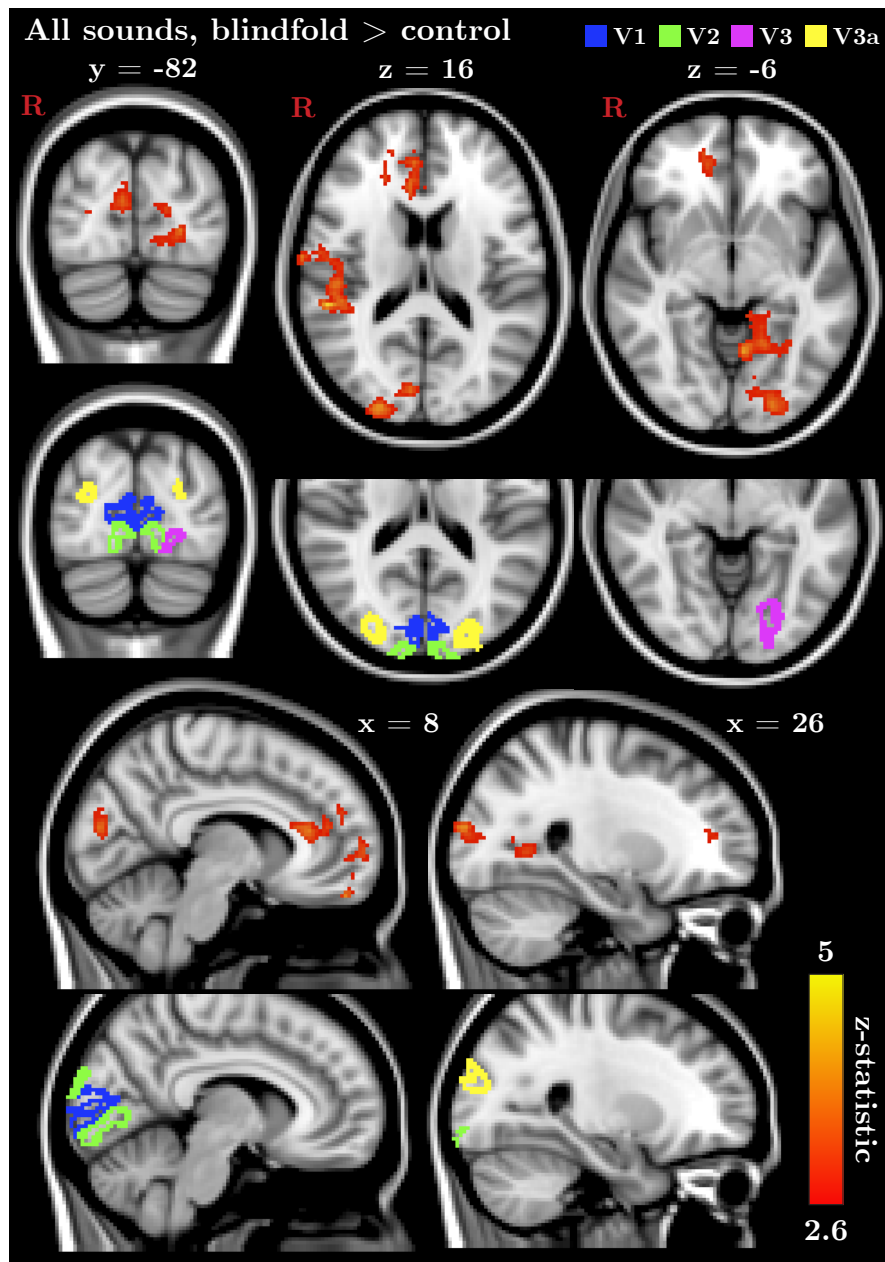 All sounds, blindfold > control
V1 V2 V3 V3a
y = -82
z = 16
z = -6
R
R
R
x = 8
x = 26
5
z-statistic
2.6